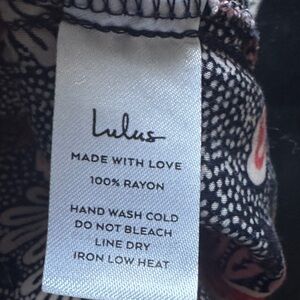 Lulus
MADE WITH LOVE
100% RAYON
HAND WASH COLD
DO NOT BLEACH
LINE DRY
IRON LOW HEAT